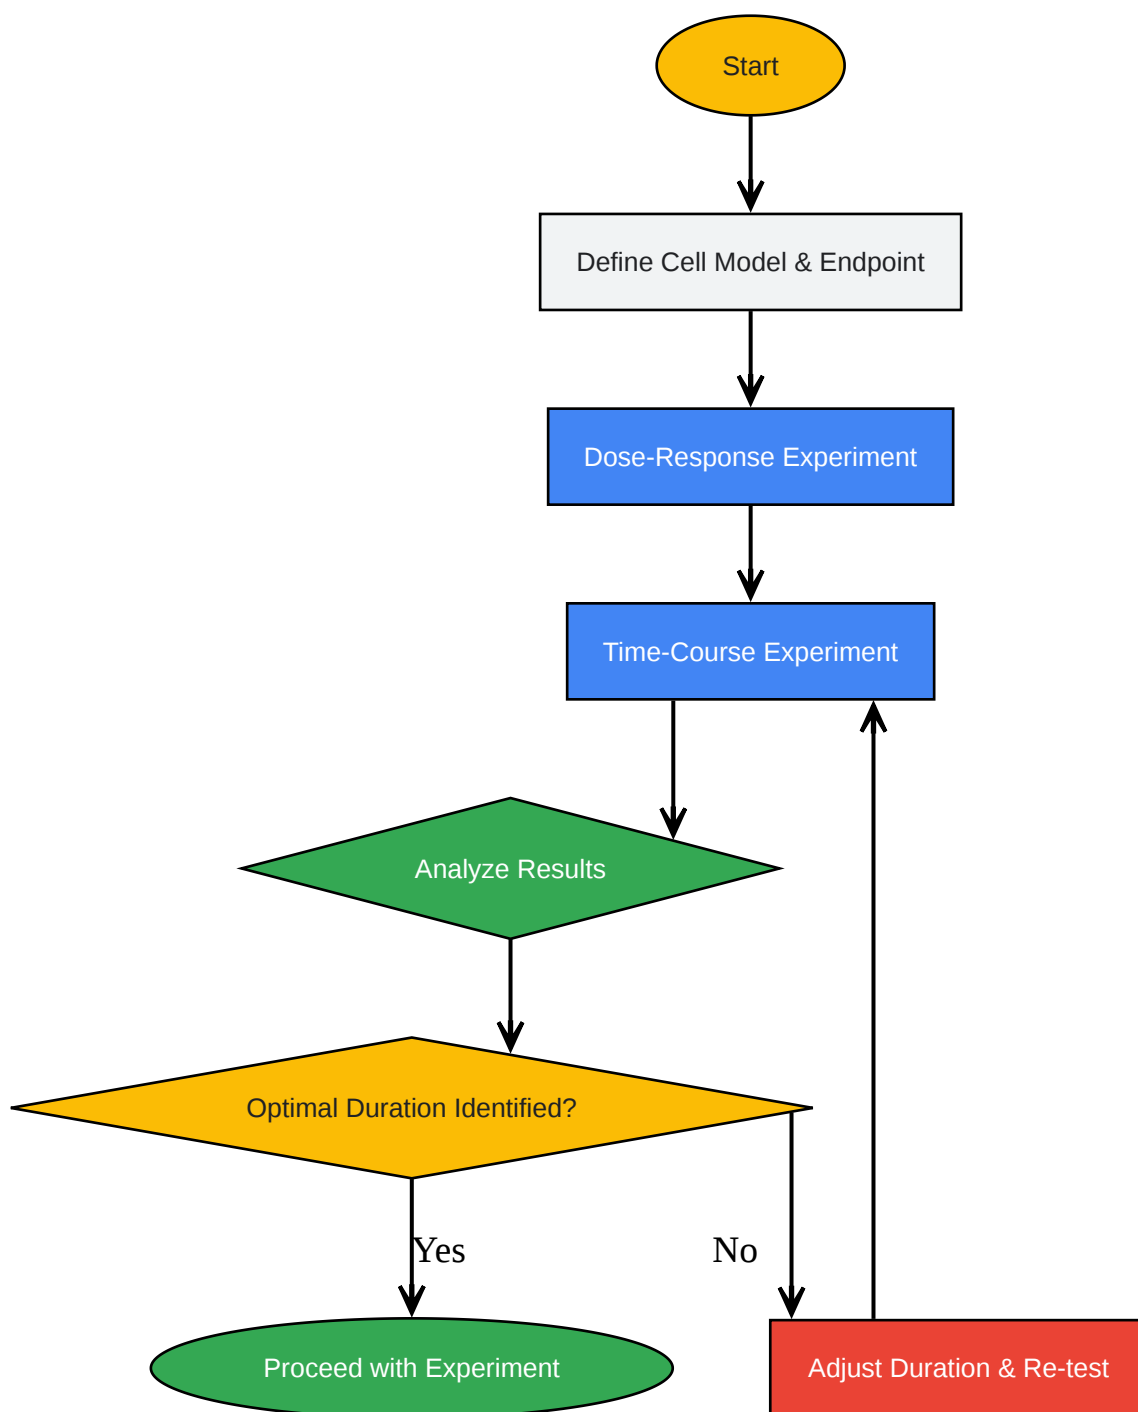 Start
Define Cell Model & Endpoint
Dose-Response Experiment
Time-Course Experiment
Analyze Results
Optimal Duration Identified?
Yes
No
Proceed with Experiment
Adjust Duration & Re-test